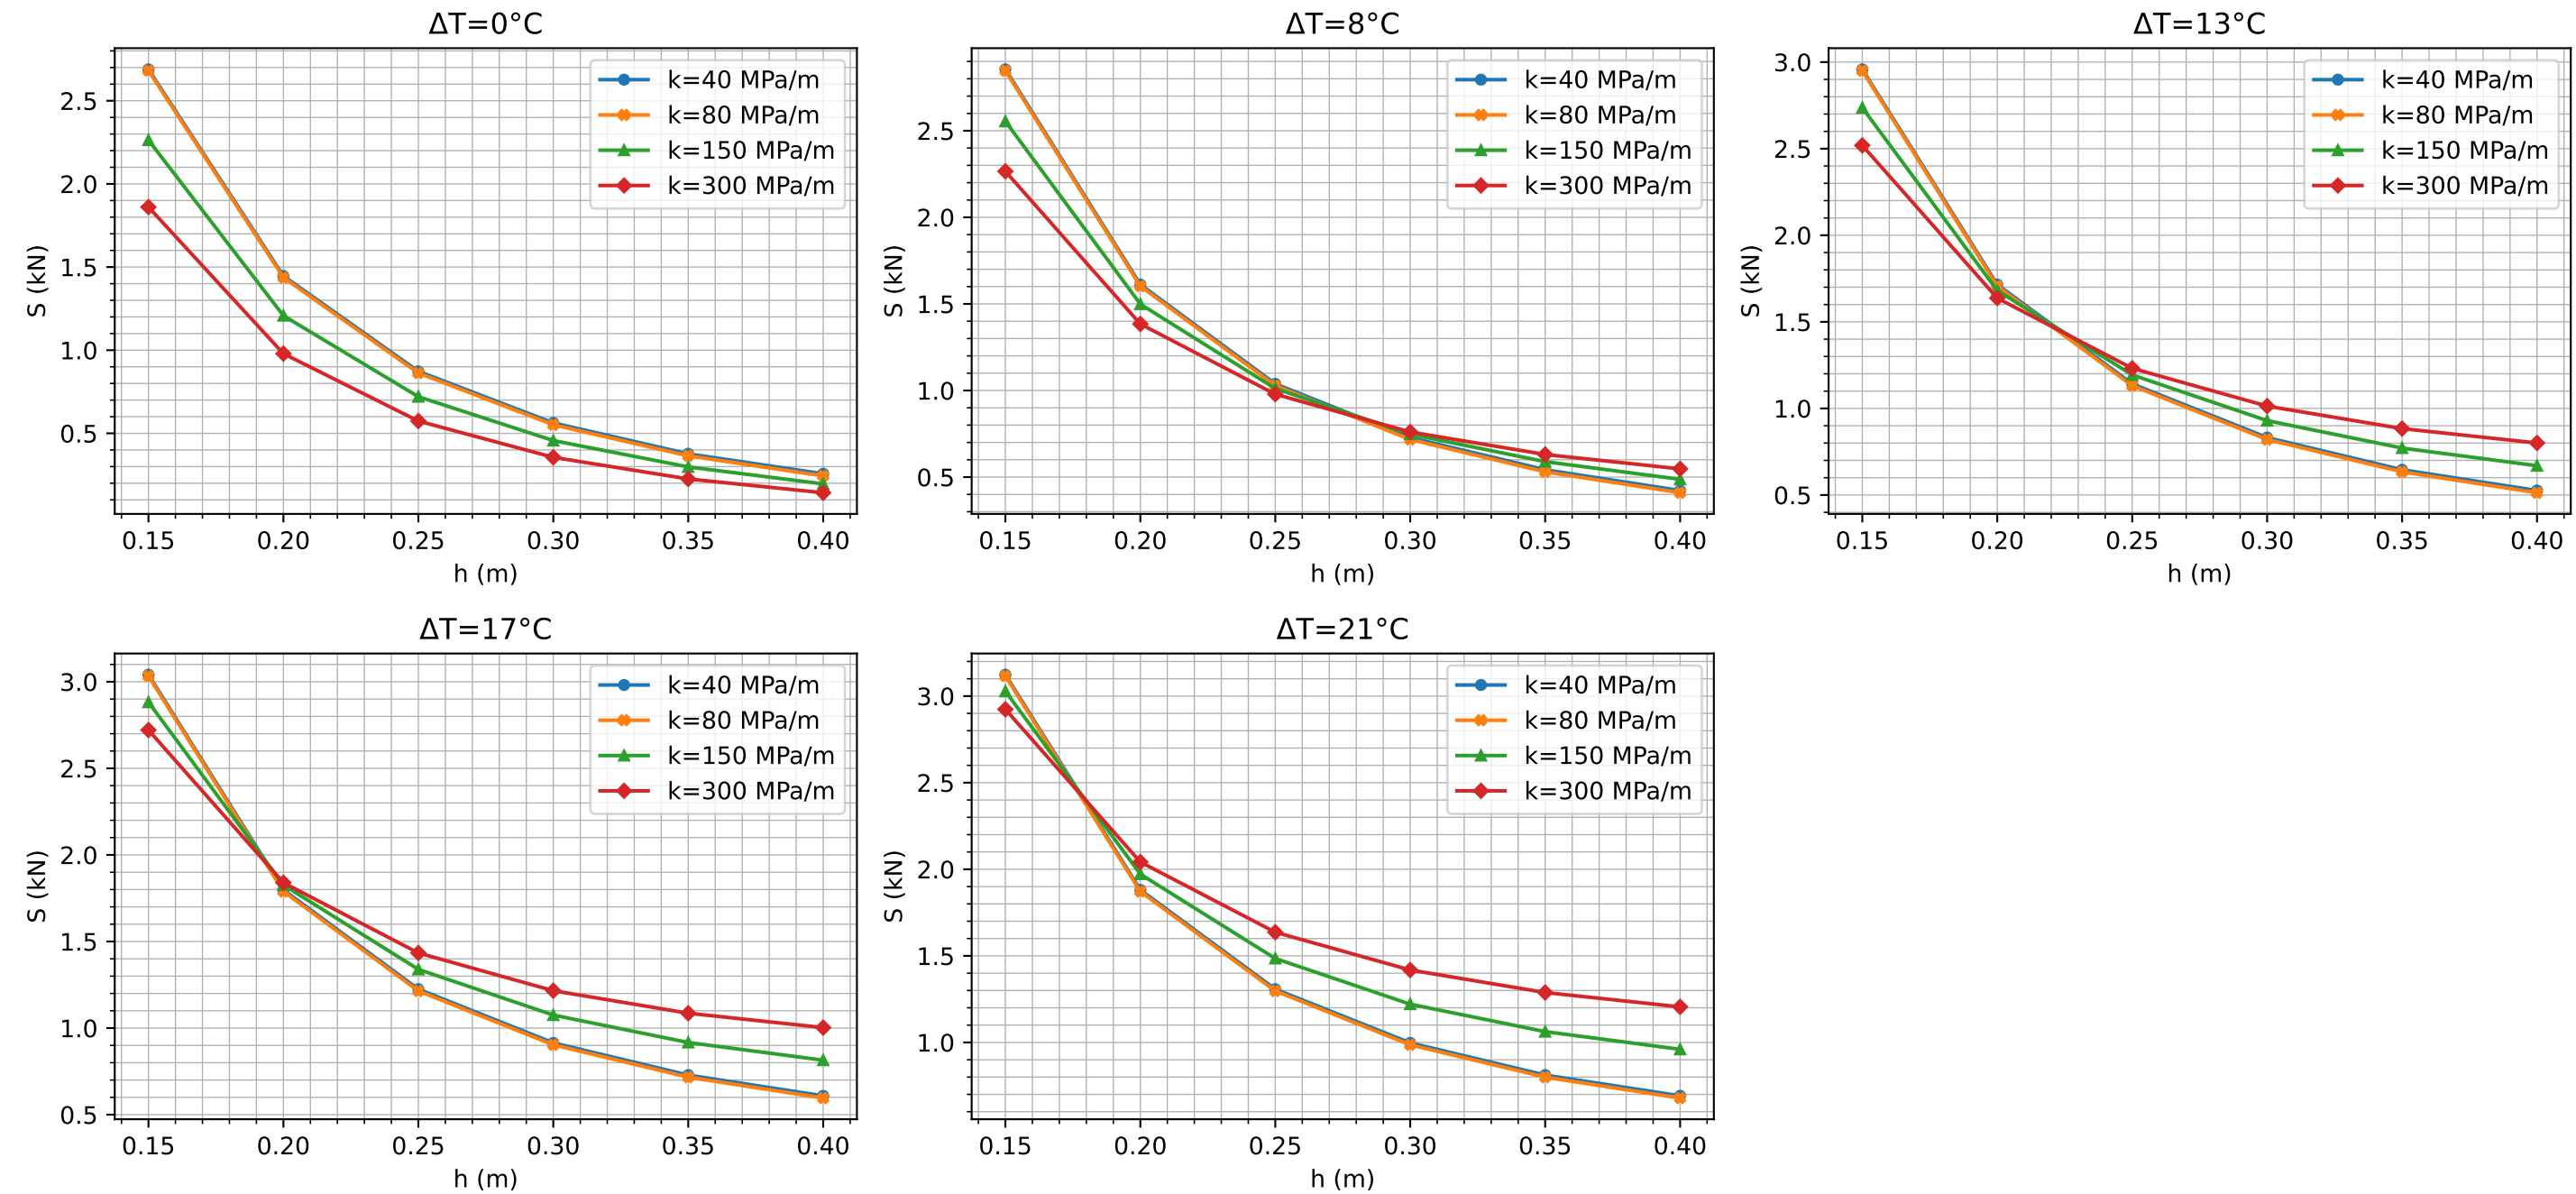 ΔT=0°C
S (kN)
2.5
2.0
1.5
1.0
0.5
k=40 MPa/m
k=80 MPa/m
k=150 MPa/m
k=300 MPa/m
0.15 0.20 0.25 0.30 0.35 0.40
h (m)
ΔT=8°C
S (kN)
2.5
2.0
1.5
1.0
0.5
k=40 MPa/m
k=80 MPa/m
k=150 MPa/m
k=300 MPa/m
0.15 0.20 0.25 0.30 0.35 0.40
h (m)
ΔT=13°C
S (kN)
3.0
2.5
2.0
1.5
1.0
0.5
k=40 MPa/m
k=80 MPa/m
k=150 MPa/m
k=300 MPa/m
0.15 0.20 0.25 0.30 0.35 0.40
h (m)
ΔT=17°C
S (kN)
3.0
2.5
2.0
1.5
1.0
0.5
k=40 MPa/m
k=80 MPa/m
k=150 MPa/m
k=300 MPa/m
0.15 0.20 0.25 0.30 0.35 0.40
h (m)
ΔT=21°C
S (kN)
3.0
2.5
2.0
1.5
1.0
k=40 MPa/m
k=80 MPa/m
k=150 MPa/m
k=300 MPa/m
0.15 0.20 0.25 0.30 0.35 0.40
h (m)